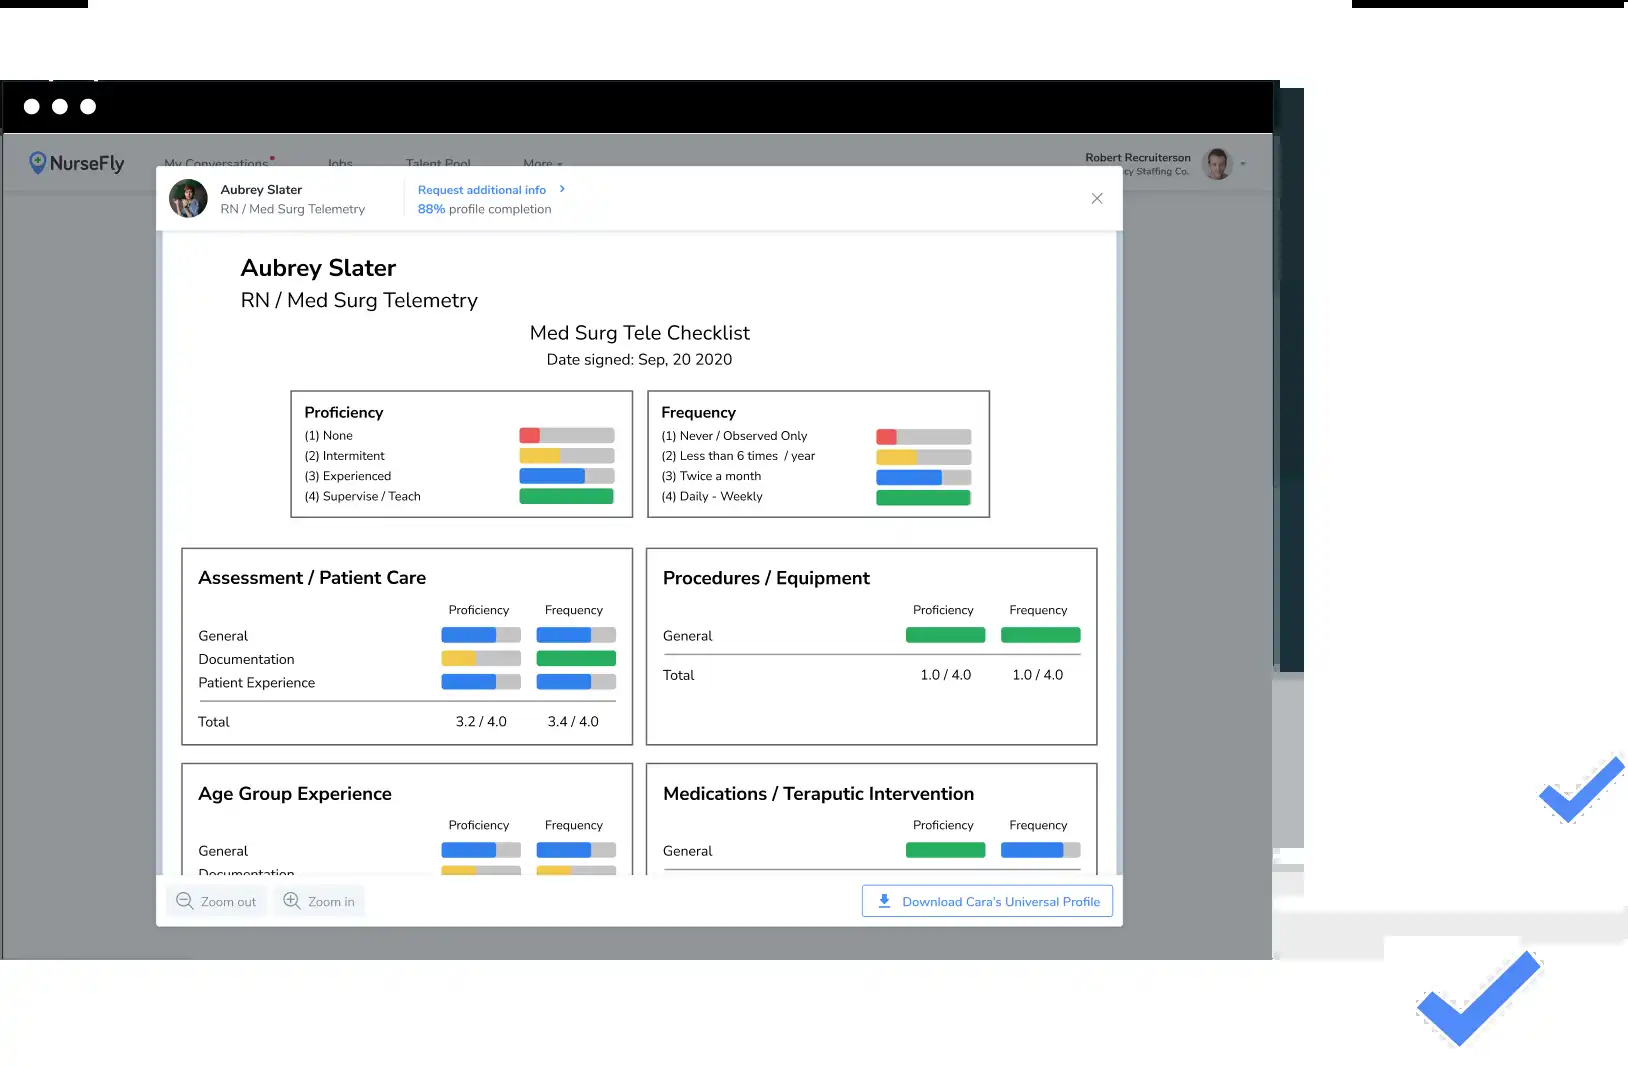 NurseFly
My Conversations
Jobs
Talent Pool
More
Robert Recruiterson
cy Staffing Co.
Aubrey Slater
RN / Med Surg Telemetry
Request additional info
88% profile completion
Aubrey Slater
RN / Med Surg Telemetry
Med Surg Tele Checklist
Date signed: Sep, 20 2020
Proficiency
(1) None
(2) Intermitent
(3) Experienced
(4) Supervise / Teach
Frequency
(1) Never / Observed Only
(2) Less than 6 times / year
(3) Twice a month
(4) Daily - Weekly
Assessment / Patient Care
Proficiency Frequency
General
Documentation
Patient Experience
Total 3.2 / 4.0 3.4 / 4.0
Procedures / Equipment
Proficiency Frequency
General
Total 1.0 / 4.0 1.0 / 4.0
Age Group Experience
Proficiency Frequency
General
Documentation
Medications / Teraputic Intervention
Proficiency Frequency
General
Zoom out
Zoom in
Download Cara's Universal Profile